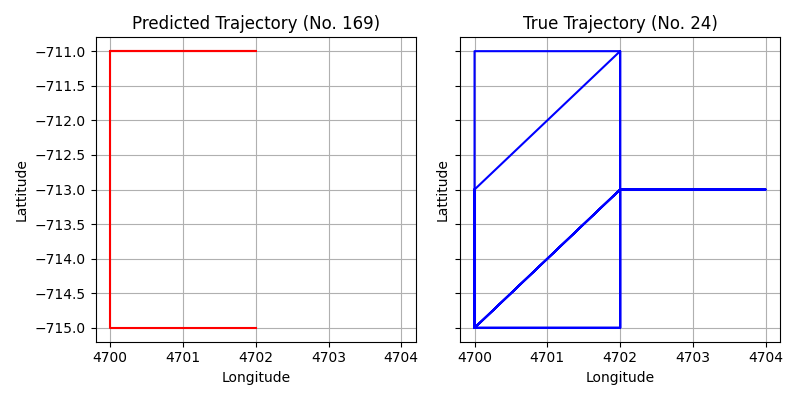 Predicted Trajectory (No. 169)
−711.0
−711.5
−712.0
−712.5
−713.0
−713.5
−714.0
−714.5
−715.0
Lattitude
4700 4701 4702 4703 4704
Longitude
True Trajectory (No. 24)
Lattitude
4700 4701 4702 4703 4704
Longitude